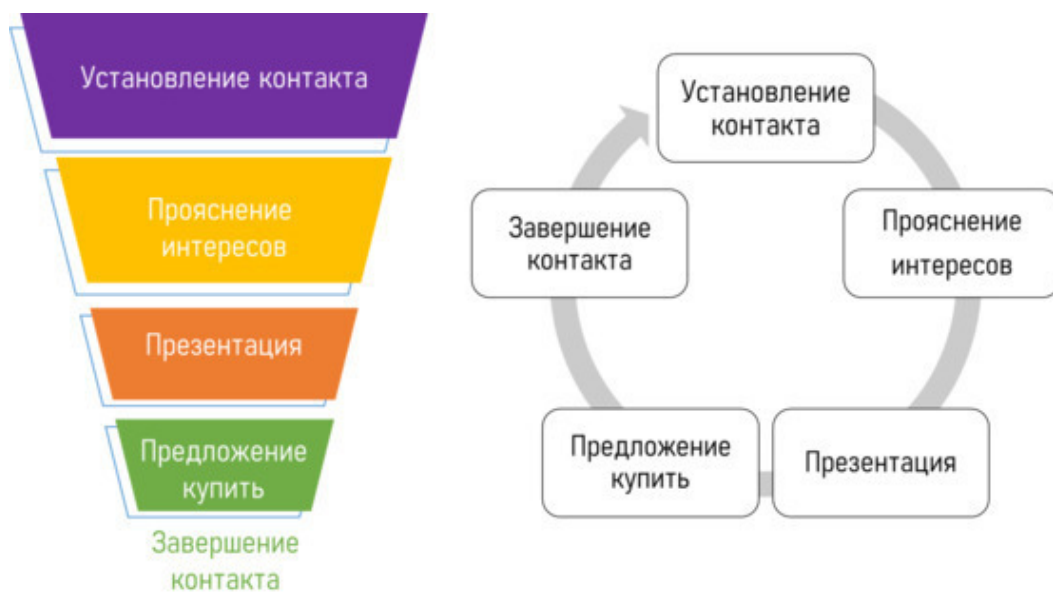 Установление контакта
Прояснение
интересов
Презентация
Предложение
купить
Завершение
контакта
Установление
контакта
Прояснение
интересов
Презентация
Предложение
купить
Завершение
контакта